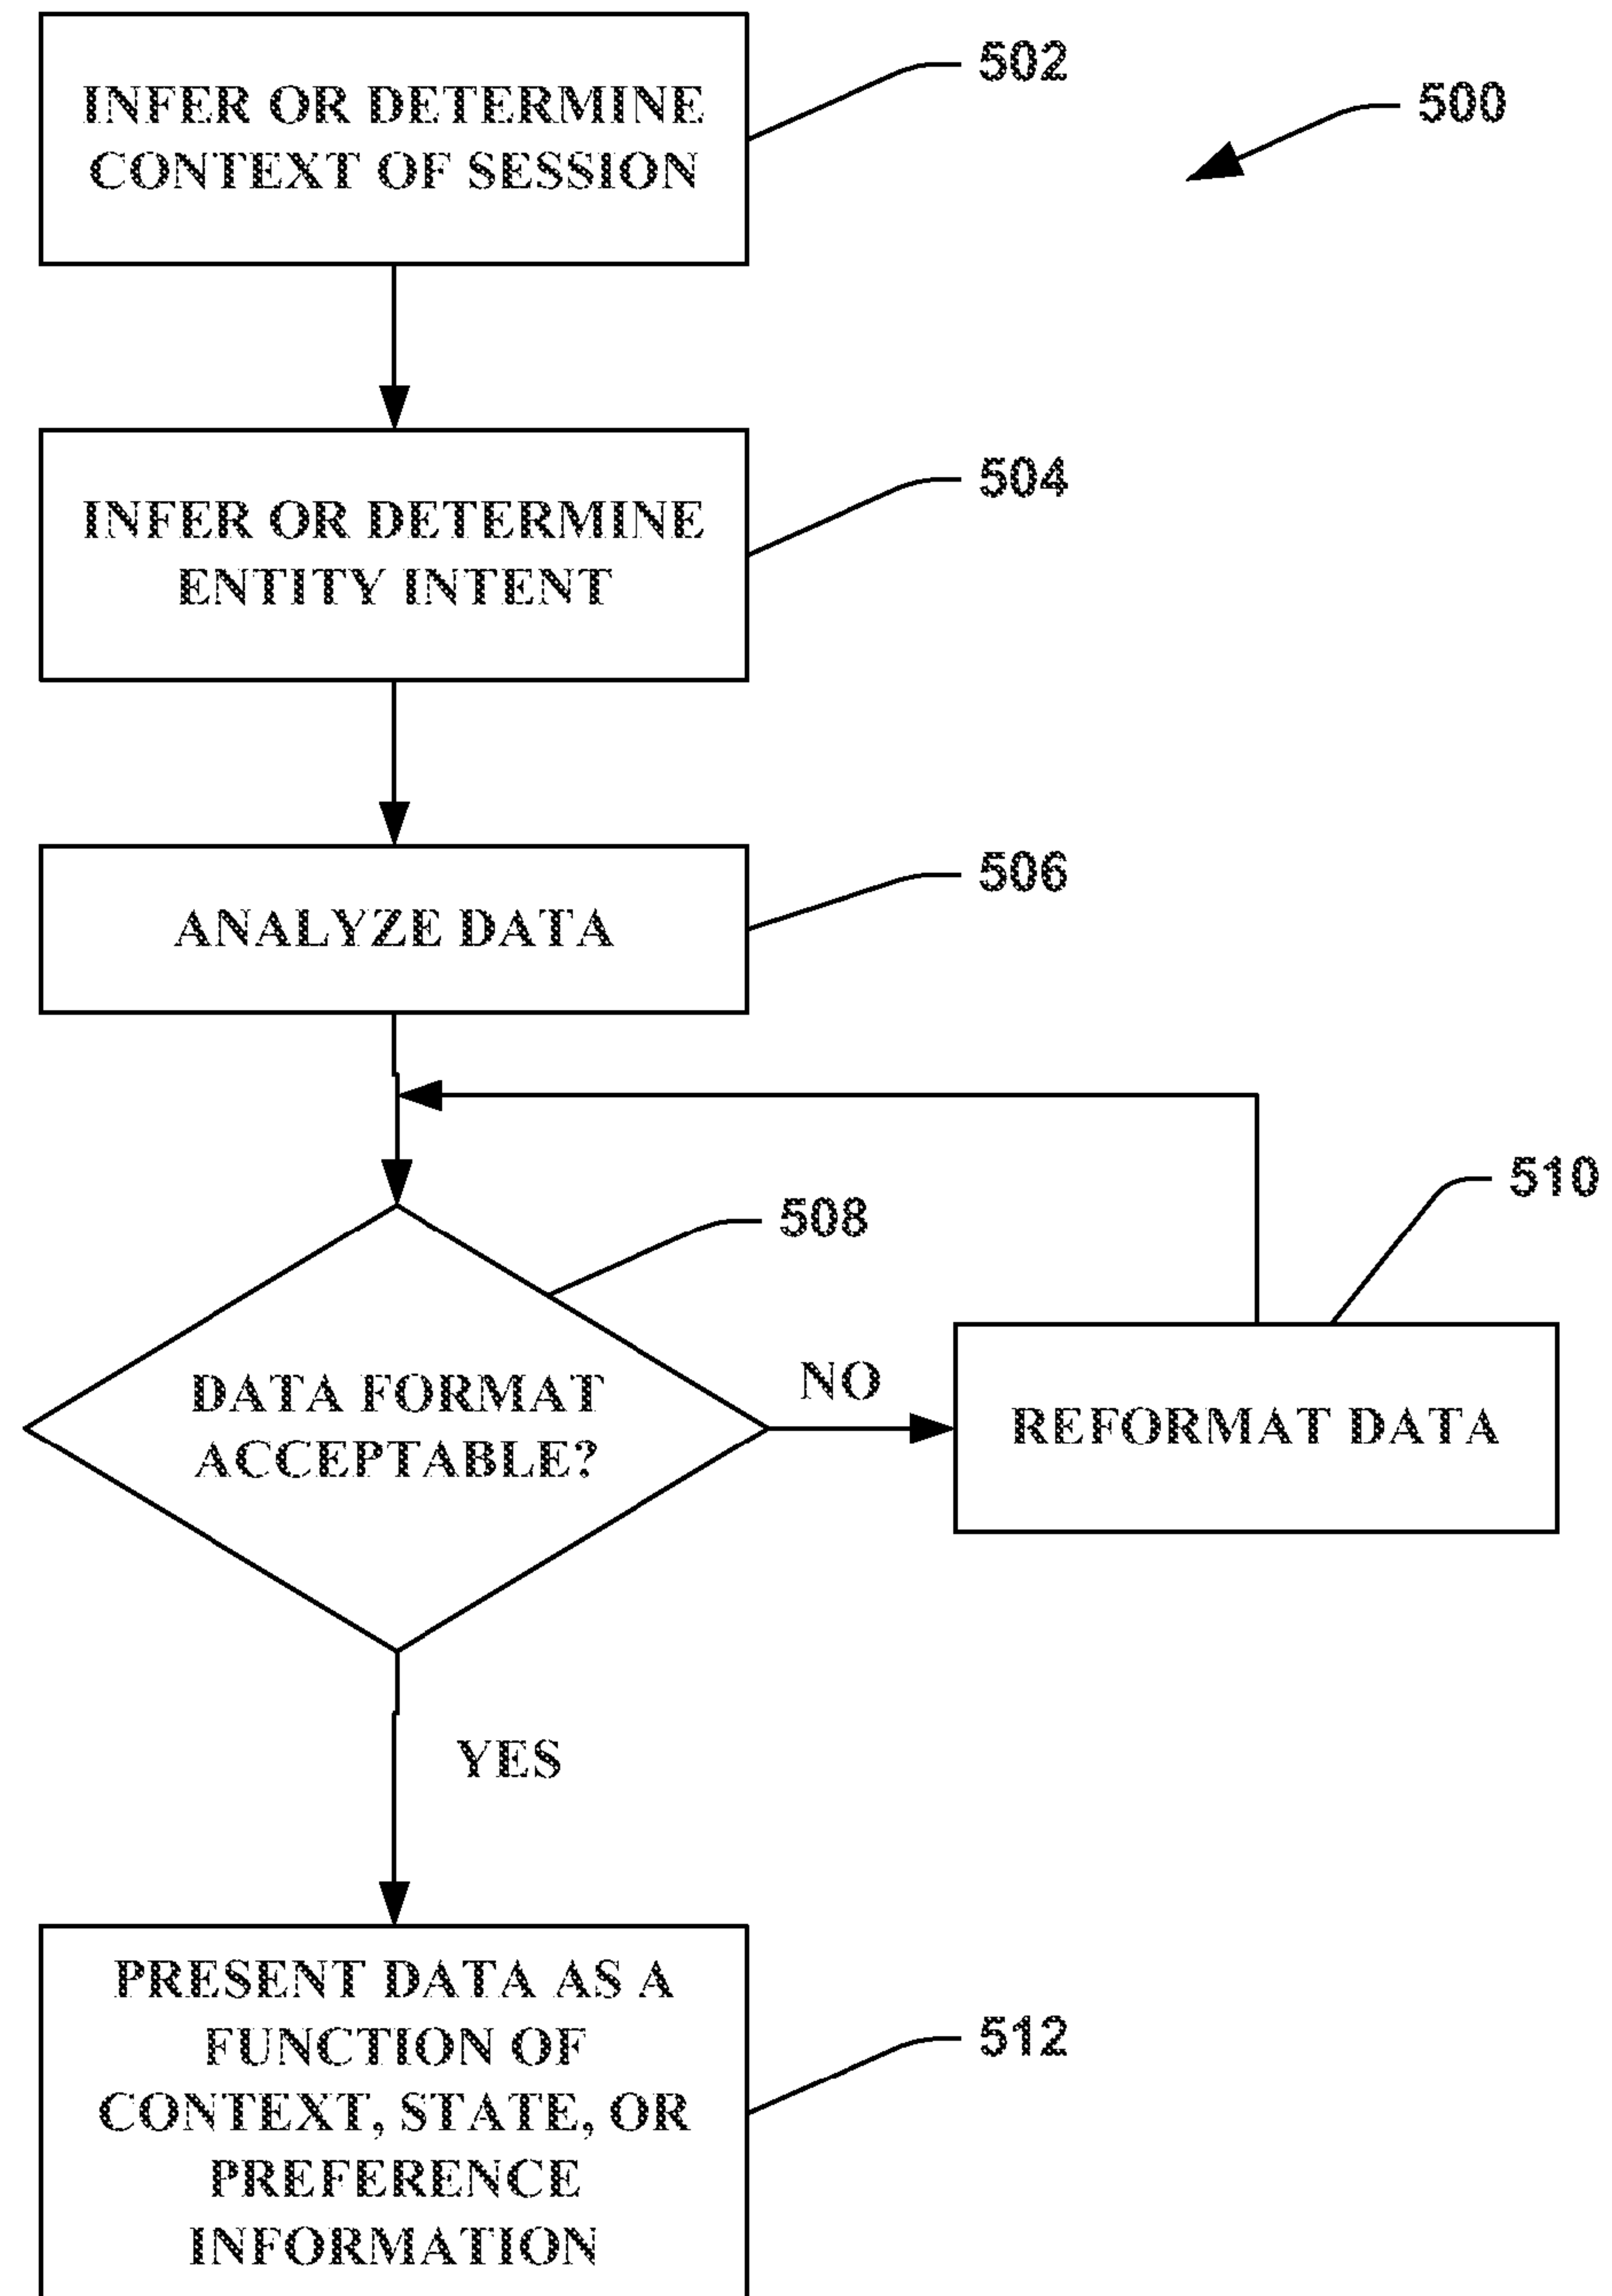 502
500
INFER OR DETERMINE
CONTEXT OF SESSION
504
INFER OR DETERMINE
ENTITY INTENT
506
ANALYZE DATA
510
508
DATA FORMAT
ACCEPTABLE?
NO
REFORMAT DATA
YES
PRESENT DATA AS A
FUNCTION OF
CONTEXT, STATE, OR
PREFERENCE
INFORMATION
512